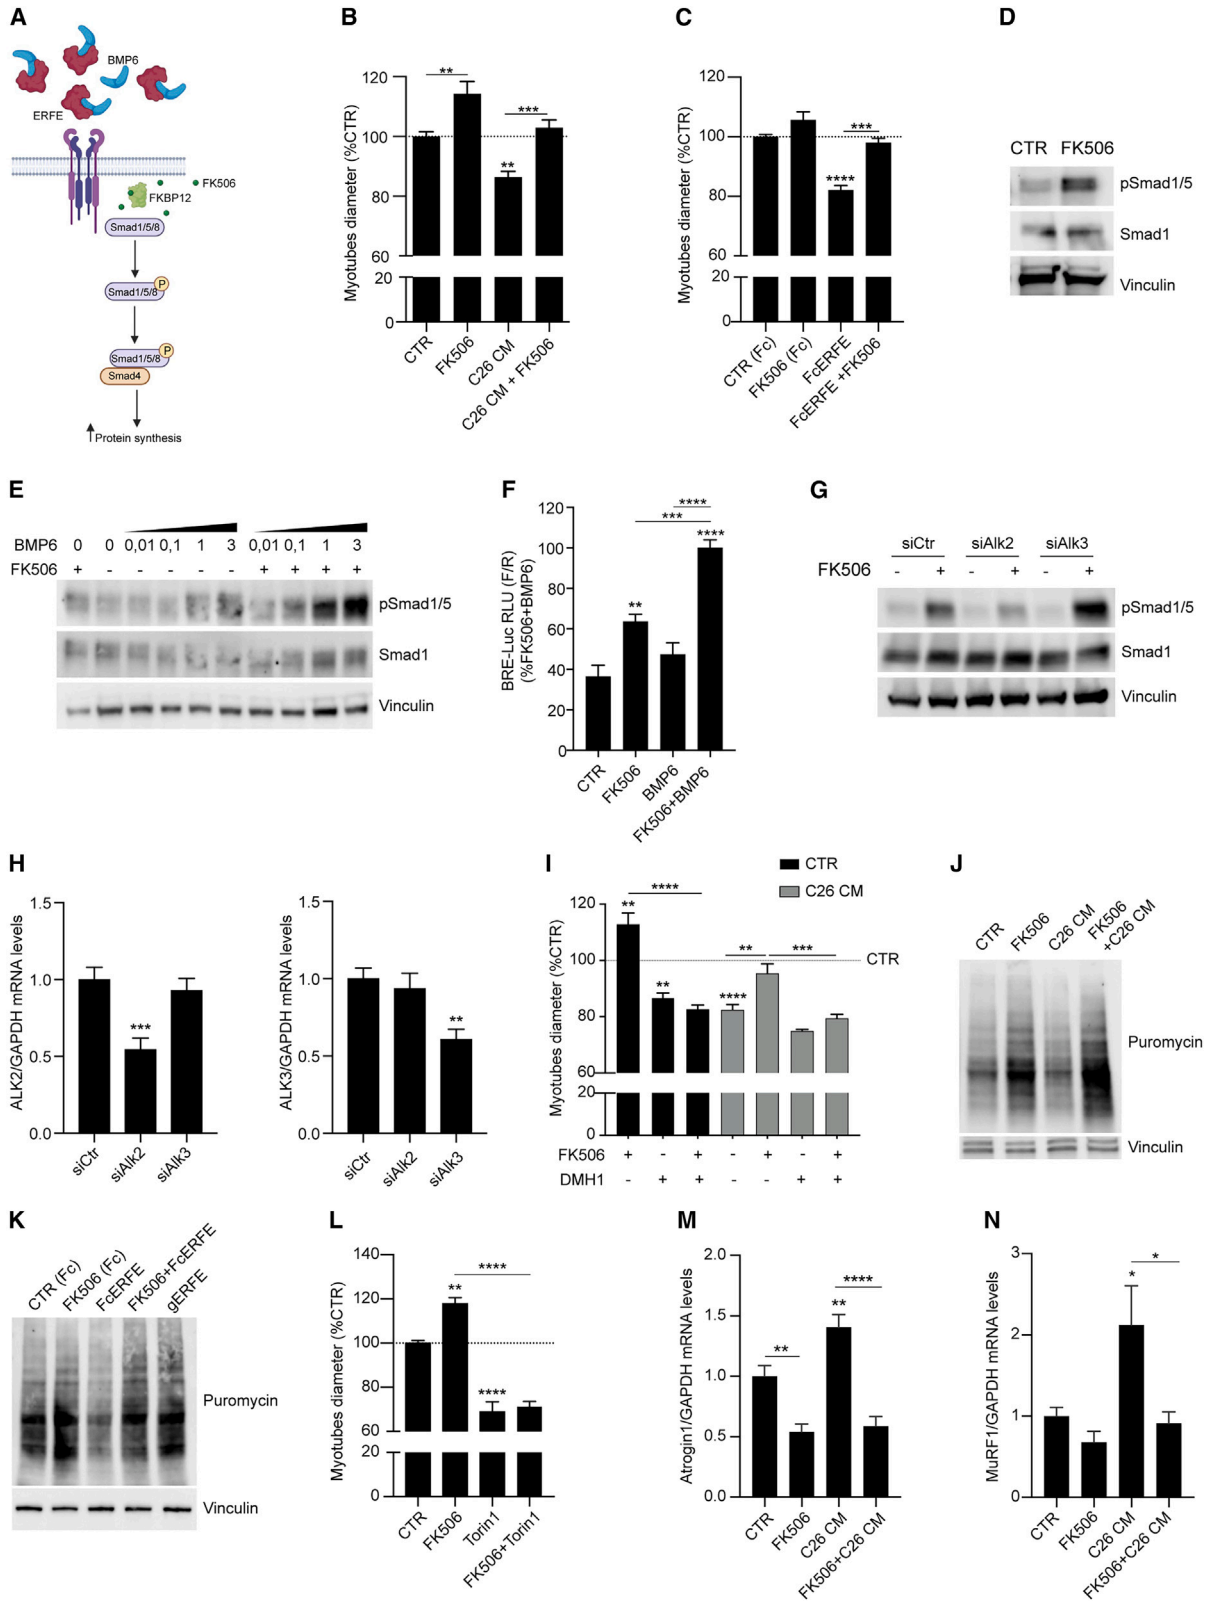 A
BMP6
ERFE
FK506
FKBP12
Smad1/5/8
Smad1/5/8
P
P
Smad1/5/8
Smad4
Protein synthesis
B
Myotubes diameter (%CTR)
120
100
80
60
20
0
**
**
***
CTR
FK506
C26 CM
C26 CM + FK506
C
Myotubes diameter (%CTR)
120
100
80
60
20
0
****
***
CTR (Fc)
FK506 (Fc)
FcERFE
FcERFE +FK506
D
CTR FK506
pSmad1/5
Smad1
Vinculin
E
BMP6 0 0 0,01 0,1 1 3 0,01 0,1 1 3
FK506 + - - - - - + + + +
pSmad1/5
Smad1
Vinculin
F
BRE-Luc RLU (F/R)
(%FK506+BMP6)
120
100
80
60
40
20
0
****
***
****
**
CTR
FK506
BMP6
FK506+BMP6
G
siCtr siAlk2 siAlk3
FK506 - + - + - +
pSmad1/5
Smad1
Vinculin
H
ALK2/GAPDH mRNA levels
1.5
1.0
0.5
0.0
***
siCtr
siAlk2
siAlk3
ALK3/GAPDH mRNA levels
1.5
1.0
0.5
0.0
**
siCtr
siAlk2
siAlk3
I
CTR
C26 CM
Myotubes diameter (%CTR)
120
100
80
60
20
0
****
**
**
****
**
***
CTR
FK506 + - + - + - +
DMH1 - + + - - + +
J
CTR
FK506
C26 CM
FK506
+C26 CM
Puromycin
Vinculin
K
CTR (Fc)
FK506 (Fc)
FcERFE
FK506+FcERFE
gERFE
Puromycin
Vinculin
L
Myotubes diameter (%CTR)
140
120
100
80
60
20
0
****
**
****
CTR
FK506
Torin1
FK506+Torin1
M
Atrogin1/GAPDH mRNA levels
2.0
1.5
1.0
0.5
0.0
**
**
****
CTR
FK506
C26 CM
FK506+C26 CM
N
MuRF1/GAPDH mRNA levels
3
2
1
0
*
*
CTR
FK506
C26 CM
FK506+C26 CM